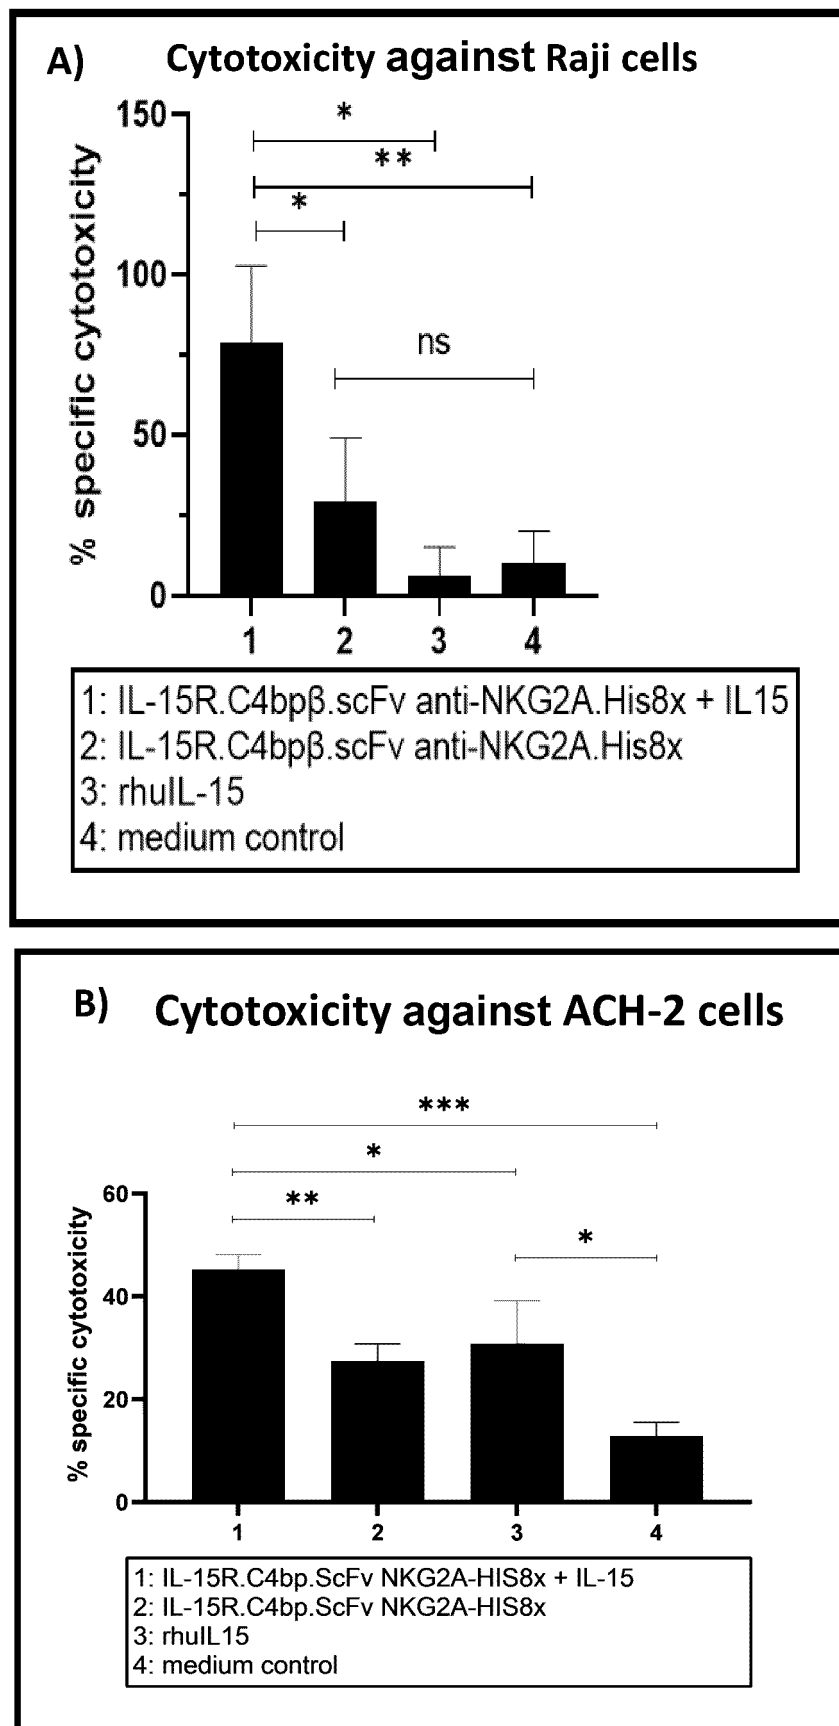 A) Cytotoxicity against Raji cells
*
**
*
ns
150
100
50
0
% specific cytotoxicity
1 2 3 4
1: IL-15R.C4bpβ.scFv anti-NKG2A.His8x + IL15
2: IL-15R.C4bpβ.scFv anti-NKG2A.His8x
3: rhuIL-15
4: medium control
B) Cytotoxicity against ACH-2 cells
***
*
**
*
60
40
20
0
% specific cytotoxicity
1 2 3 4
1: IL-15R.C4bp.ScFv NKG2A-HIS8x + IL-15
2: IL-15R.C4bp.ScFv NKG2A-HIS8x
3: rhuIL15
4: medium control